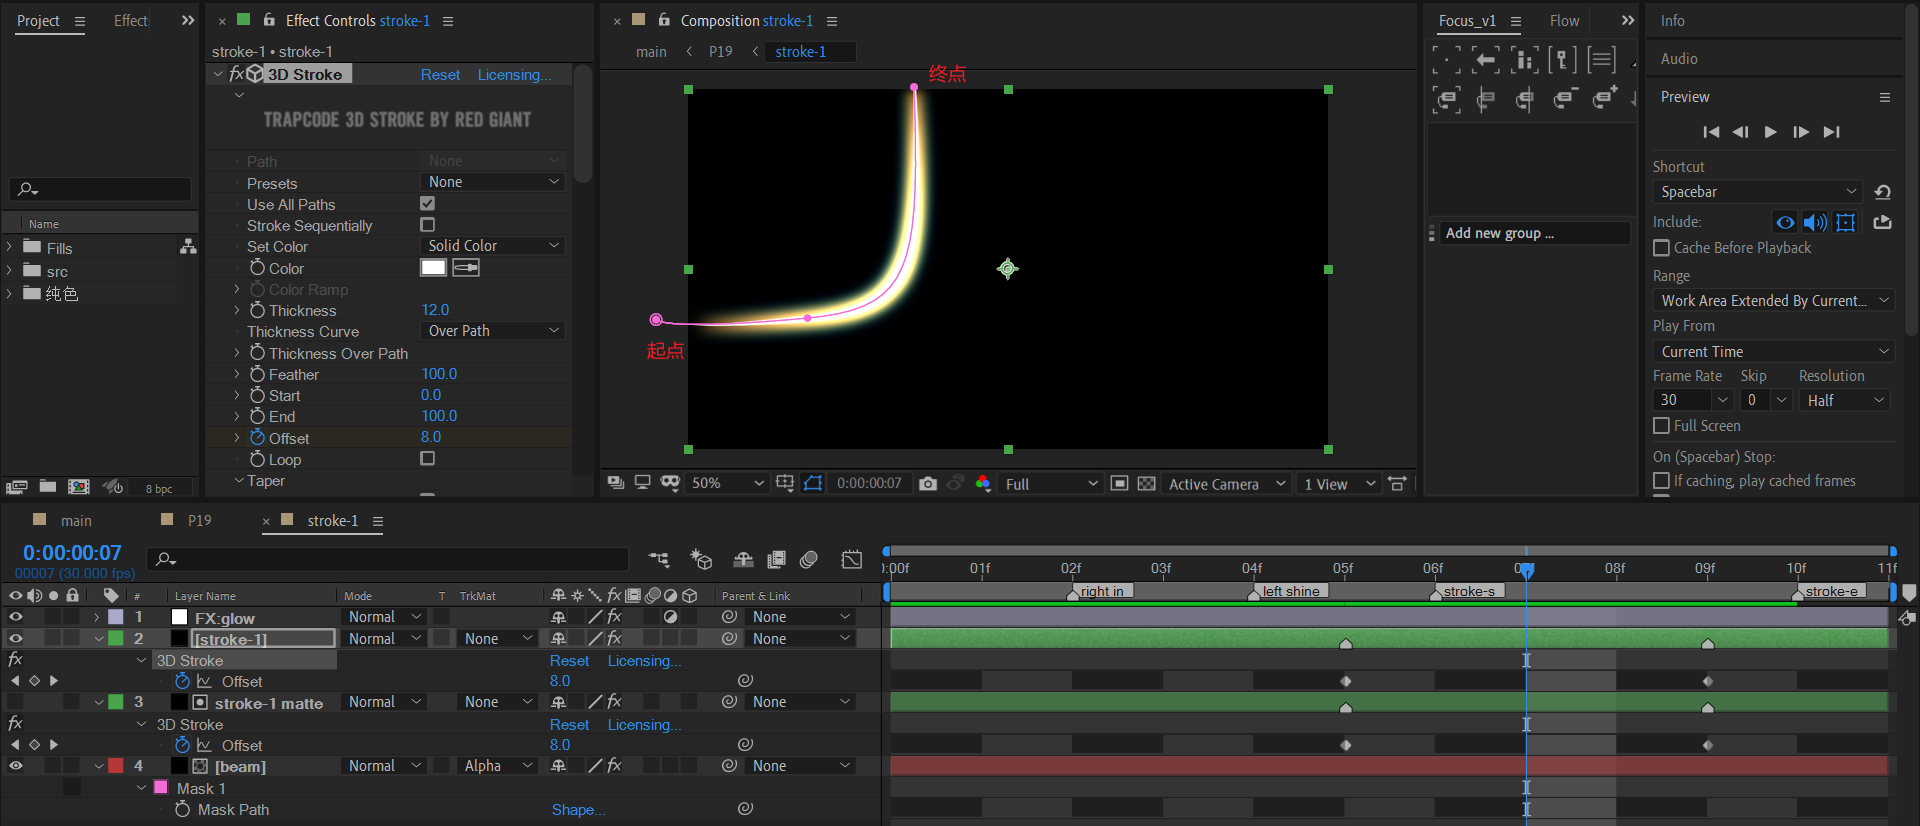 Project
Effect
Effect Controls stroke-1
stroke-1 • stroke-1
3D Stroke
Reset
Licensing...
TRAPCODE 3D STROKE BY RED GIANT
Path
None
Presets
None
Use All Paths
Stroke Sequentially
Set Color
Solid Color
Color
Color Ramp
Thickness
12.0
Thickness Curve
Over Path
Thickness Over Path
Feather
100.0
Start
0.0
End
100.0
Offset
8.0
Loop
Taper
Name
Fills
src
纯色
8 bpc
Composition stroke-1
main
P19
stroke-1
终点
起点
50%
0:00:00:07
Full
Active Camera
1 View
Focus_v1
Flow
Add new group ...
Info
Audio
Preview
Shortcut
Spacebar
Include:
Cache Before Playback
Range
Work Area Extended By Current...
Play From
Current Time
Frame Rate
Skip
Resolution
30
0
Half
Full Screen
On (Spacebar) Stop:
If caching, play cached frames
main
P19
stroke-1
0:00:00:07
00007 (30.000 fps)
#
Layer Name
Mode
T
TrkMat
fx
Parent & Link
:00f
01f
02f
03f
04f
05f
06f
08f
09f
10f
11f
right in
left shine
stroke-s
stroke-e
1
FX:glow
Normal
None
2
[stroke-1]
Normal
None
None
fx
3D Stroke
Reset
Licensing...
Offset
8.0
3
stroke-1 matte
Normal
None
None
fx
3D Stroke
Reset
Licensing...
Offset
8.0
4
[beam]
Normal
Alpha
None
Mask 1
Mask Path
Shape...